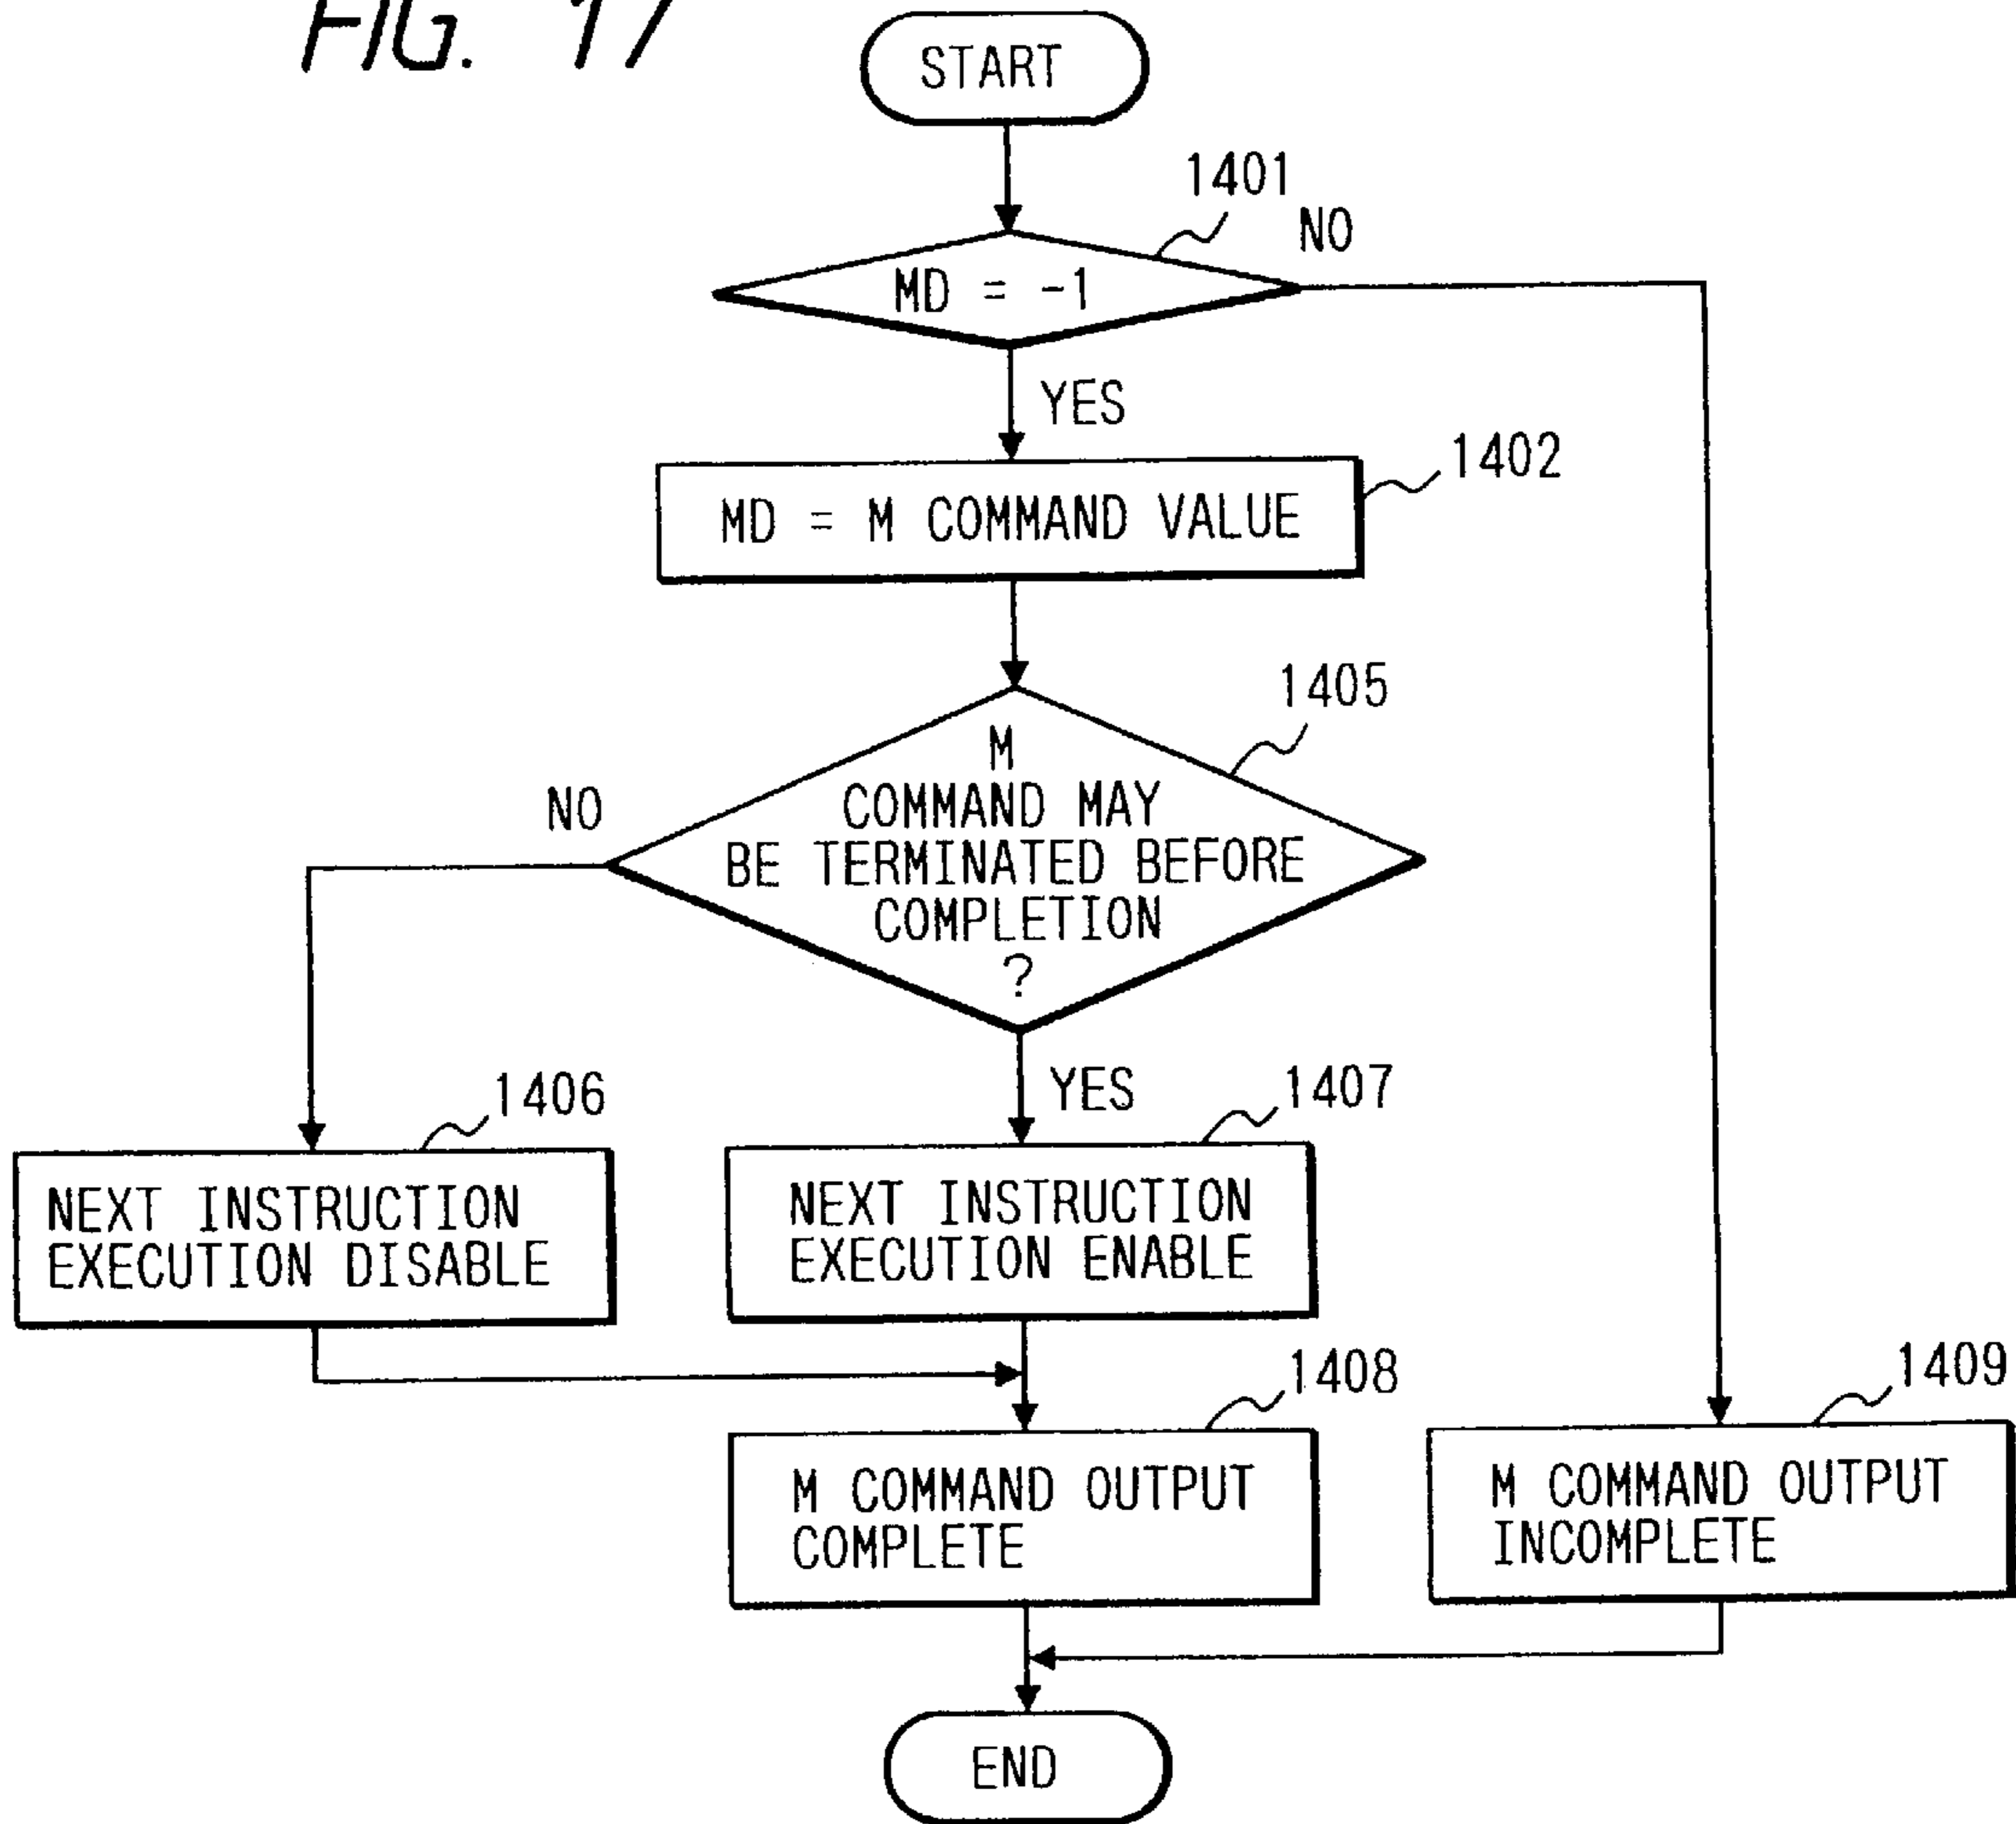 FIG. 17
START
1401
NO
MD = -1
YES
1402
MD = M COMMAND VALUE
1405
M
COMMAND MAY
BE TERMINATED BEFORE
COMPLETION
?
NO
YES
1406
1407
NEXT INSTRUCTION
EXECUTION DISABLE
NEXT INSTRUCTION
EXECUTION ENABLE
1408
1409
M COMMAND OUTPUT
COMPLETE
M COMMAND OUTPUT
INCOMPLETE
END